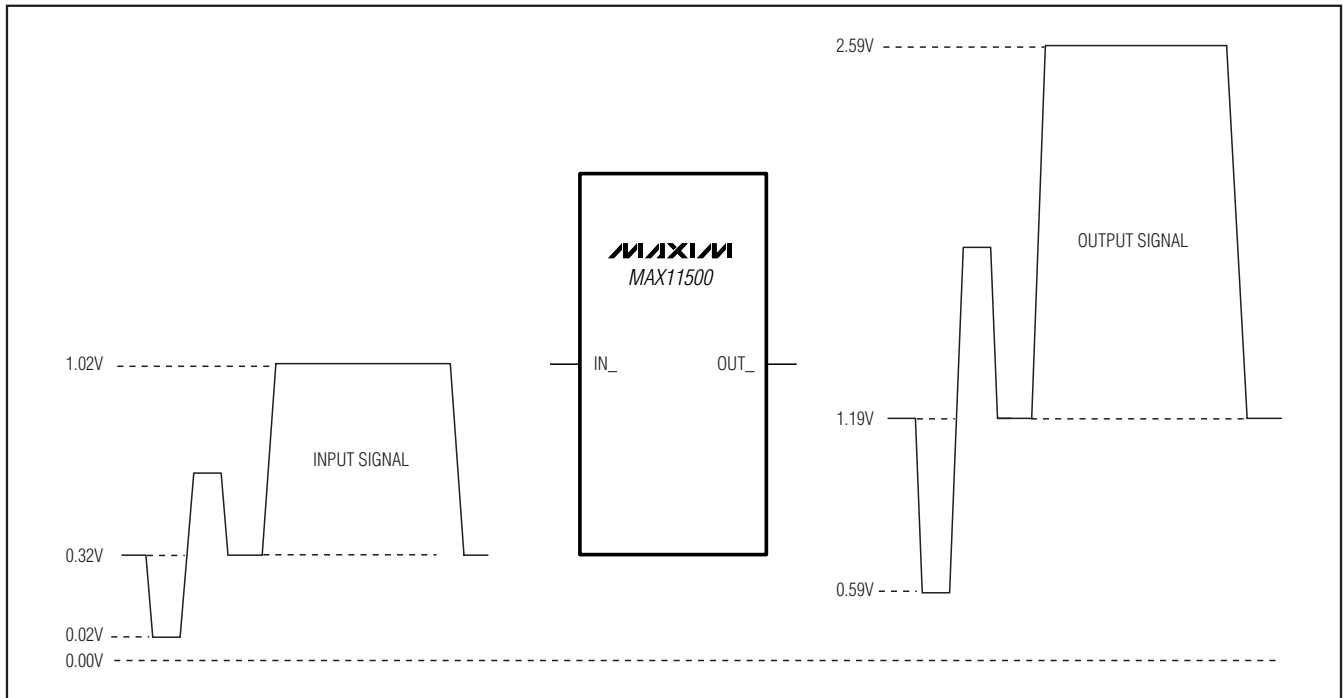 2.59V
OUTPUT SIGNAL
MAXIM
MAX11500
1.02V
IN_
OUT_
1.19V
INPUT SIGNAL
0.32V
0.59V
0.02V
0.00V